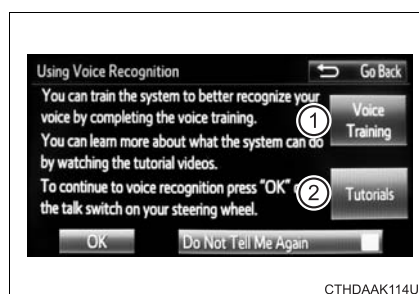 Using Voice Recognition
Go Back
You can train the system to better recognize your
voice by completing the voice training.
You can learn more about what the system can do
by watching the tutorial videos.
To continue to voice recognition press "OK"
the talk switch on your steering wheel.
1
Voice
Training
2
Tutorials
OK
Do Not Tell Me Again
CTHDAAK114U